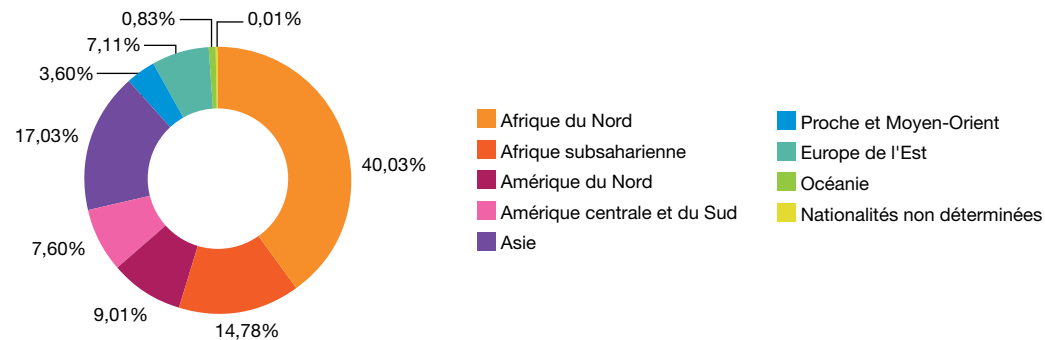 0,83%
0,01%
7,11%
3,60%
17,03%
40,03%
7,60%
9,01%
14,78%
Afrique du Nord
Afrique subsaharienne
Amérique du Nord
Amérique centrale et du Sud
Asie
Proche et Moyen-Orient
Europe de l'Est
Océanie
Nationalités non déterminées